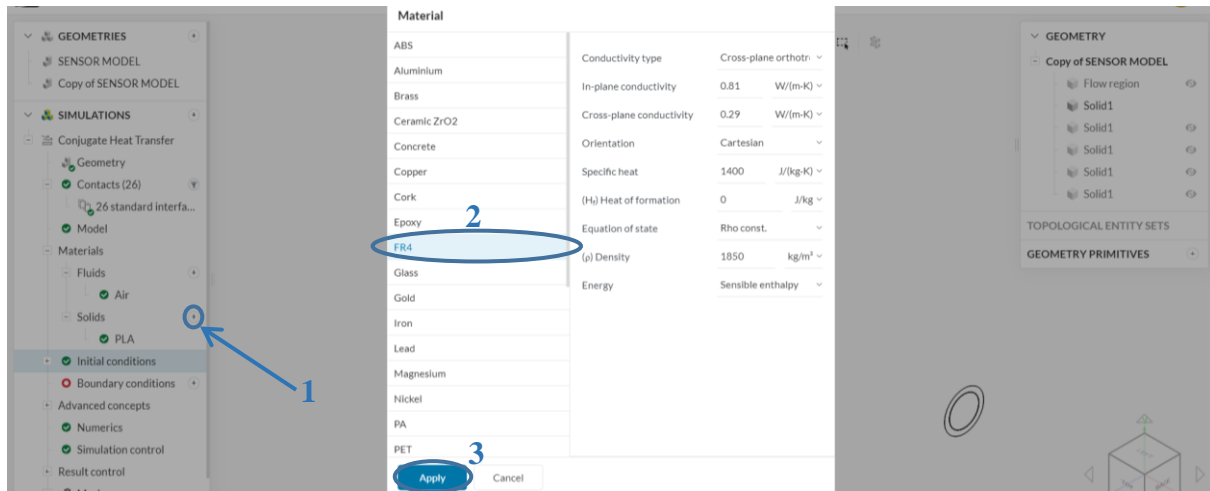 GEOMETRIES
SENSOR MODEL
Copy of SENSOR MODEL
SIMULATIONS
Conjugate Heat Transfer
Geometry
Contacts (26)
26 standard interfa...
Model
Materials
Fluids
Air
Solids
PLA
Initial conditions
Boundary conditions
Advanced concepts
Numerics
Simulation control
Result control
1
Material
ABS
Aluminium
Brass
Ceramic ZrO2
Concrete
Copper
Cork
Epoxy
2
FR4
Glass
Gold
Iron
Lead
Magnesium
Nickel
PA
PET
3
Apply Cancel
Conductivity type Cross-plane orthotr
In-plane conductivity 0.81 W/(m·K)
Cross-plane conductivity 0.29 W/(m·K)
Orientation Cartesian
Specific heat 1400 J/(kg·K)
(Hf) Heat of formation 0 J/kg
Equation of state Rho const.
(ρ) Density 1850 kg/m³
Energy Sensible enthalpy
GEOMETRY
Copy of SENSOR MODEL
Flow region
Solid1
Solid1
Solid1
Solid1
Solid1
TOPOLOGICAL ENTITY SETS
GEOMETRY PRIMITIVES